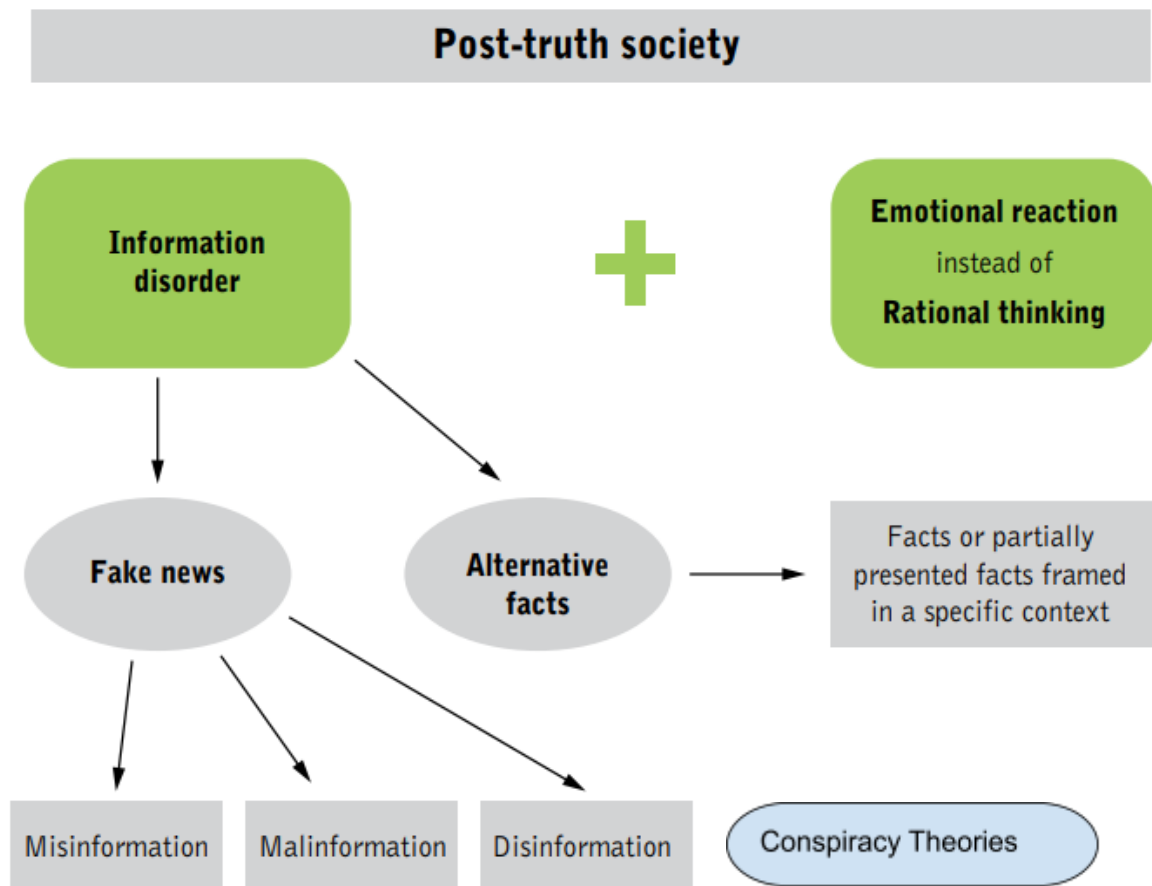 Post-truth society
Information
disorder
Emotional reaction
instead of
Rational thinking
Fake news
Alternative
facts
Facts or partially
presented facts framed
in a specific context
Misinformation
Malinformation
Disinformation
Conspiracy Theories